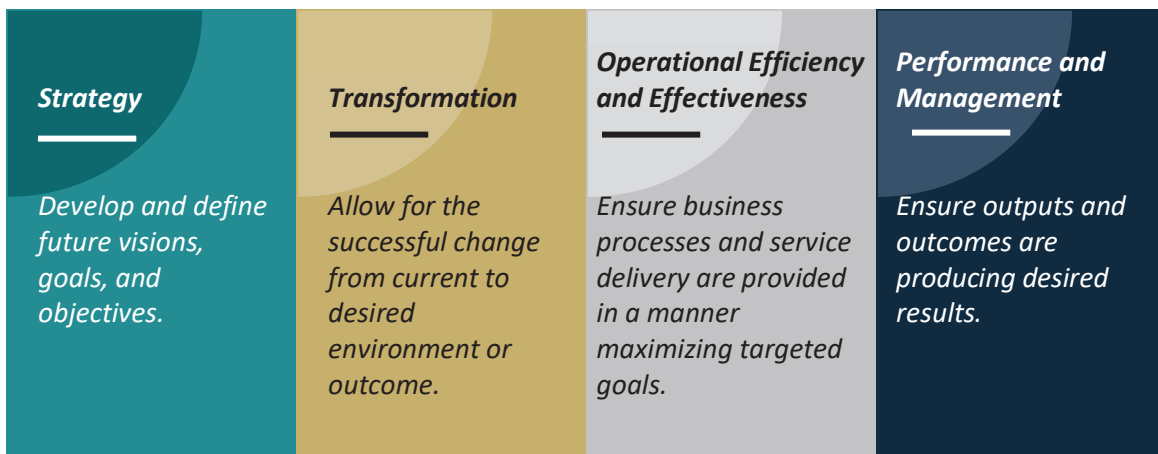 Strategy
Develop and define
future visions,
goals, and
objectives.
Transformation
Allow for the
successful change
from current to
desired
environment or
outcome.
Operational Efficiency
and Effectiveness
Ensure business
processes and service
delivery are provided
in a manner
maximizing targeted
goals.
Performance and
Management
Ensure outputs and
outcomes are
producing desired
results.